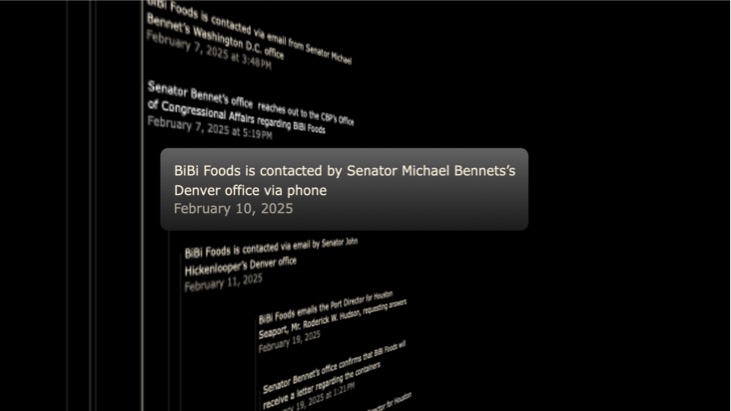 BiBi Foods is contacted via email from Senator Michael
Bennet's Washington D.C. office
February 7, 2025 at 3:48PM
Senator Bennet's office reaches out to the CBP's Office
of Congressional Affairs regarding BiBi Foods
February 7, 2025 at 5:19PM
BiBi Foods is contacted by Senator Michael Bennets's
Denver office via phone
February 10, 2025
BiBi Foods is contacted via email by Senator John
Hickenlooper's Denver office
February 11, 2025
BiBi Foods emails the Port Director for Houston
Seaport, Mr. Roderick W. Hudson, requesting answers
February 19, 2025
Senator Bennet's office confirms that BiBi Foods will
receive a letter regarding the containers
19, 2025 at 1:21PM
Director for Houston